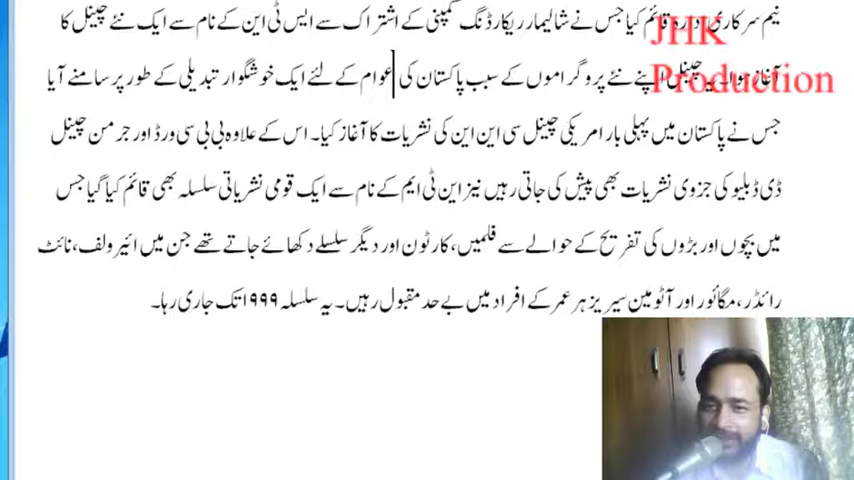 نیم سرکاری ادارہ قائم کیا جس نے شالیمار ریکارڈنگ کمپنی کے اشتراک سے ایس ٹی این کے نام سے ایک نئے چینل کا
آغاز ہوا۔ یہ چینل اپنے نئے پروگراموں کے سبب پاکستان کی عوام کے لئے ایک خوشگوار تبدیلی کے طور پر سامنے آیا
جس نے پاکستان میں پہلی بار امریکی چینل سی این این کی نشریات کا آغاز کیا۔ اس کے علاوہ بی بی سی ورڈ اور جرمن چینل
ڈی ڈبلیو کی جزوی نشریات بھی پیش کی جاتی رہیں نیز این ٹی ایم کے نام سے ایک قومی نشریاتی سلسلہ بھی قائم کیا گیا جس
میں بچوں اور بڑوں کی تفریح کے حوالے سے فلمیں، کارٹون اور دیگر سلسلے دکھائے جاتے تھے جن میں ائیر ولف، نائٹ
رائڈر، مگائور اور آٹو مین سیریز ہر عمر کے افراد میں بے حد مقبول رہیں۔ یہ سلسلہ ۱۹۹۹ تک جاری رہا۔
JHK
Production